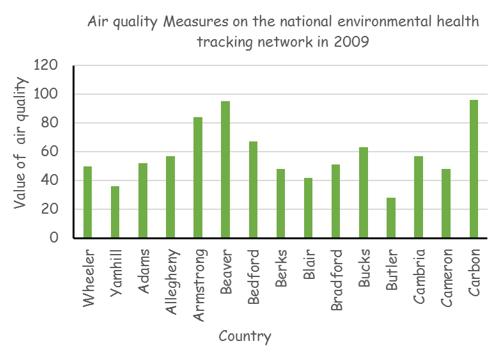 Air quality Measures on the national environmental health
tracking network in 2009
Value of air quality
120
100
80
60
40
20
0
Wheeler
Yamhill
Adams
Allegheny
Armstrong
Beaver
Bedford
Berks
Blair
Bradford
Bucks
Butler
Cambria
Cameron
Carbon
Country